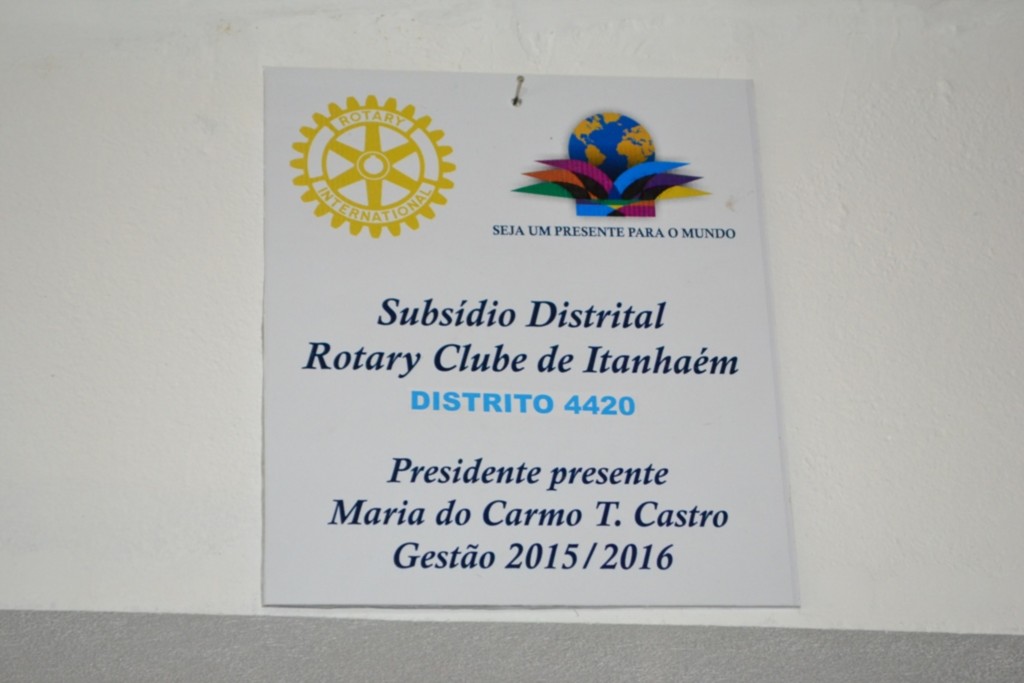 ROTARY
INTERNATIONAL
SEJA UM PRESENTE PARA O MUNDO
Subsídio Distrital
Rotary Clube de Itanhaém
DISTRITO 4420
Presidente presente
Maria do Carmo T. Castro
Gestão 2015/2016